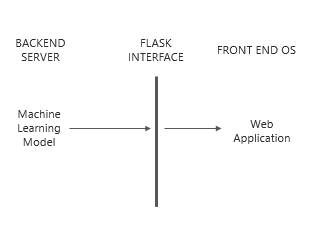 BACKEND
SERVER
FLASK
INTERFACE
FRONT END OS
Machine
Learning
Model
Web
Application